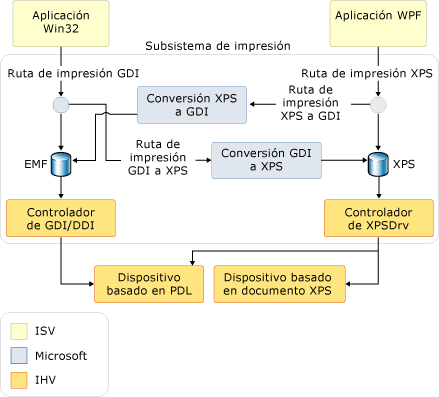 Aplicación
Win32
Aplicación WPF
Subsistema de impresión
Ruta de impresión GDI
Ruta de impresión XPS
Conversión XPS
a GDI
Ruta de
impresión
XPS a GDI
Ruta de
impresión
GDI a XPS
Conversión GDI
a XPS
EMF
XPS
Controlador
de GDI/DDI
Controlador
de XPSDrv
Dispositivo
basado en PDL
Dispositivo basado
en documento XPS
ISV
Microsoft
IHV